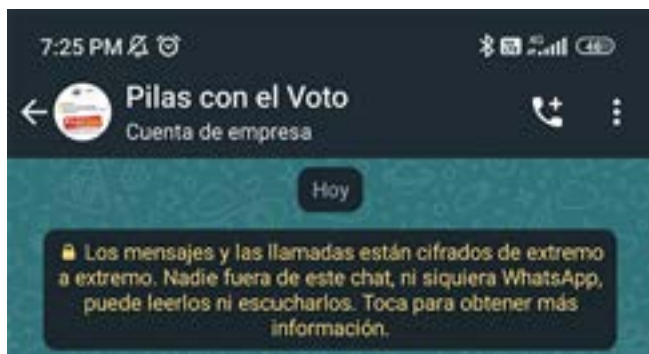 7:25 PM
Pilas con el Voto
Cuenta de empresa
Hoy
Los mensajes y las llamadas están cifrados de extremo
a extremo. Nadie fuera de este chat, ni siquiera WhatsApp,
puede leerlos ni escucharlos. Toca para obtener más
información.